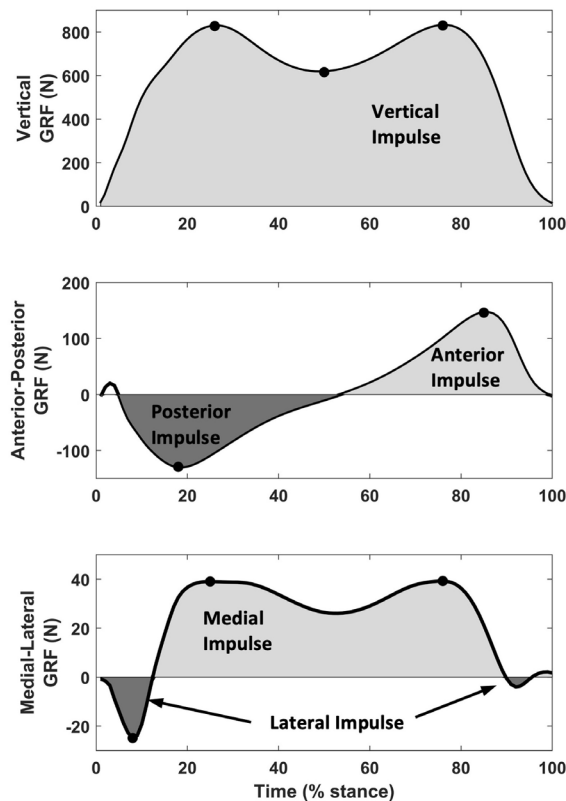 Vertical
GRF (N)
800
600
400
200
0
Vertical
Impulse
0 20 40 60 80 100
Anterior-Posterior
GRF (N)
200
100
0
-100
Posterior
Impulse
Anterior
Impulse
0 20 40 60 80 100
Medial-Lateral
GRF (N)
40
20
0
-20
Medial
Impulse
Lateral Impulse
0 20 40 60 80 100
Time (% stance)